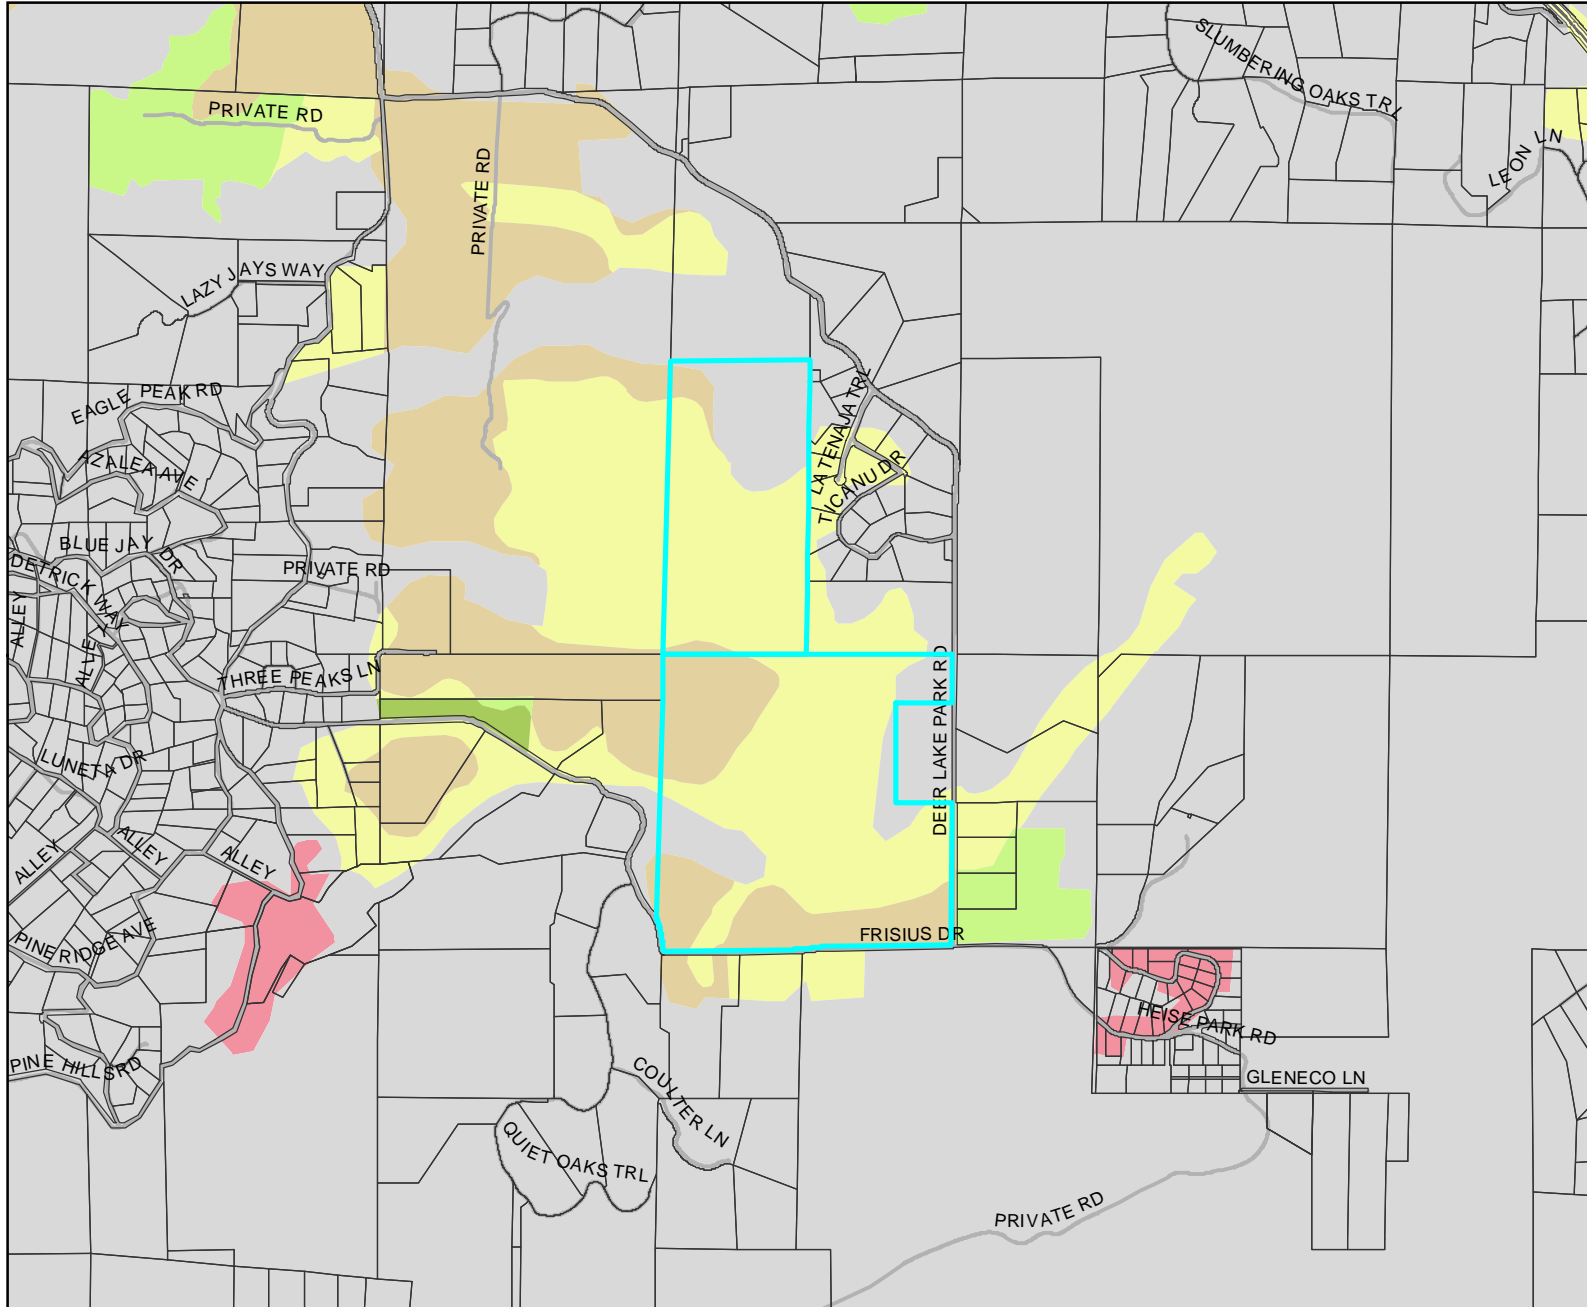 SLUMBERING OAKS TRL
PRIVATE RD
LEON LN
PRIVATE RD
LAZY JAYS WAY
EAGLE PEAK RD
LA TENAJA TRL
AZALEA AVE
TICANU DR
BLUE JAY DR
DETRICK WAY
PRIVATE RD
ALLEY
ALLEY
THREE PEAKS LN
DEER LAKE PARK RD
LUNETA DR
ALLEY
ALLEY
ALLEY
PINE RIDGE AVE
FRISIUS DR
HEISE PARK RD
PINE HILLS RD
GLENECO LN
COULTER LN
QUIET OAKS TRL
PRIVATE RD